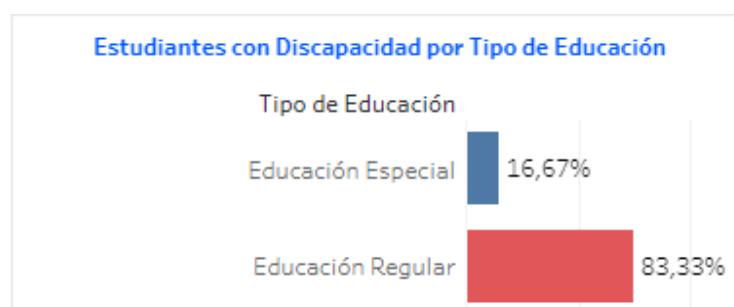 Estudiantes con Discapacidad por Tipo de Educación
Tipo de Educación
Educación Especial 16,67%
Educación Regular 83,33%